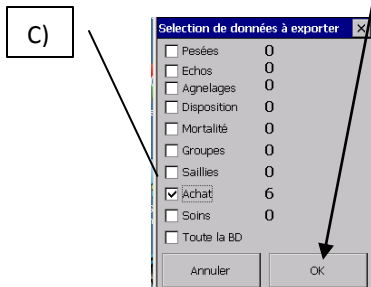 C)
Selection de données à exporter
Pesées 0
Echos 0
Agnelages 0
Disposition 0
Mortalité 0
Groupes 0
Saillies 0
Achat 6
Soins 0
Toute la BD
Annuler OK